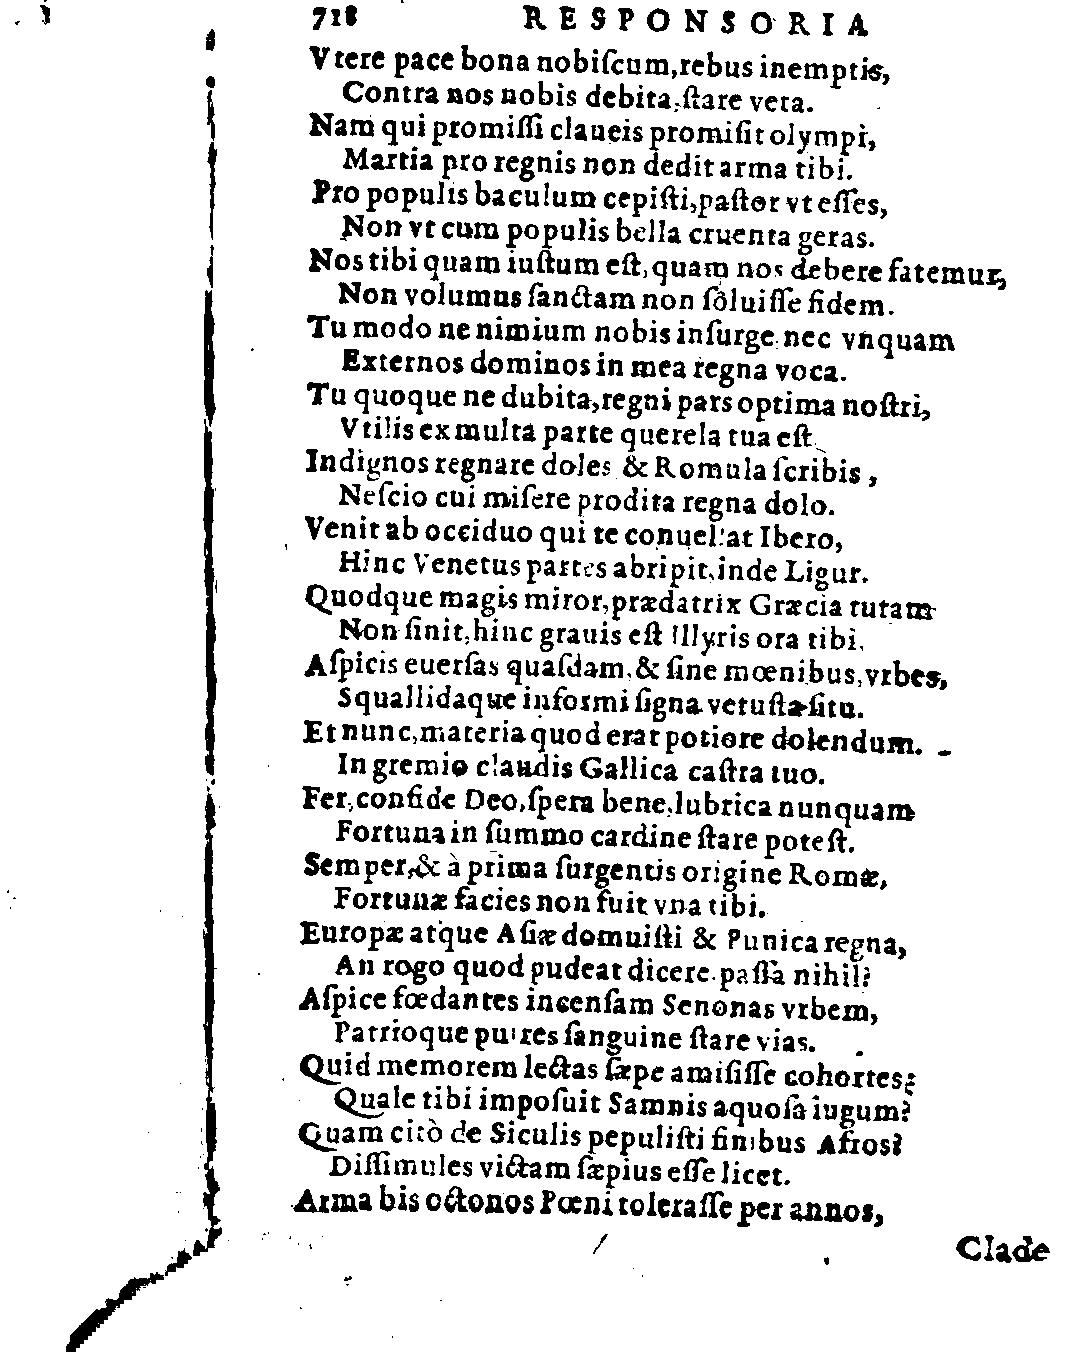 718 RESPONSORIA
Vtere pace bona nobiſcum, rebus inemptis,
Contra nos nobis debita, ſtare veta.
Nam qui promiſſi claueis promiſit olympi,
Martia pro regnis non dedit arma tibi.
Pro populis baculum cepiſti, paſtor vt eſſes,
Non vt cum populis bella cruenta geras.
Nos tibi quam iuſtum eſt, quam nos debere fatemur,
Non volumus ſanctam non ſoluiſſe fidem.
Tu modo ne nimium nobis inſurge, nec vnquam
Externos dominos in mea regna voca.
Tu quoque ne dubita, regni pars optima noſtri,
Vtilis ex multa parte querela tua eſt.
Indignos regnare doles & Romula ſcribis,
Neſcio cui miſere prodita regna dolo.
Venit ab occiduo qui te conuellat Ibero,
Hinc Venetus partes abripit, inde Ligur.
Quodque magis miror, prædatrix Græcia tutam
Non ſinit, hinc grauis eſt Illyris ora tibi.
Aſpicis euerſas quaſdam, & ſine mœnibus, vrbes,
Squallidaque informi ſigna vetuſta ſitu.
Et nunc, materia quod erat potiore dolendum.
In gremio claudis Gallica caſtra tuo.
Fer, confide Deo, ſpera bene, lubrica nunquam
Fortuna in ſummo cardine ſtare poteſt.
Semper, & à prima ſurgentis origine Romæ,
Fortunæ facies non fuit vna tibi.
Europæ atque Aſiæ domuiſti & Punica regna,
An rogo quod pudeat dicere paſſa nihil?
Aſpice fœdantes incenſam Senonas vrbem,
Patrioque putres ſanguine ſtare vias.
Quid memorem lectas ſæpe amiſiſſe cohortes?
Quale tibi impoſuit Samnis aquoſa iugum?
Quam citò de Siculis pepuliſti finibus Afros?
Diſſimules victam ſæpius eſſe licet.
Arma bis octonos Pœni toleraſſe per annos,
Clade